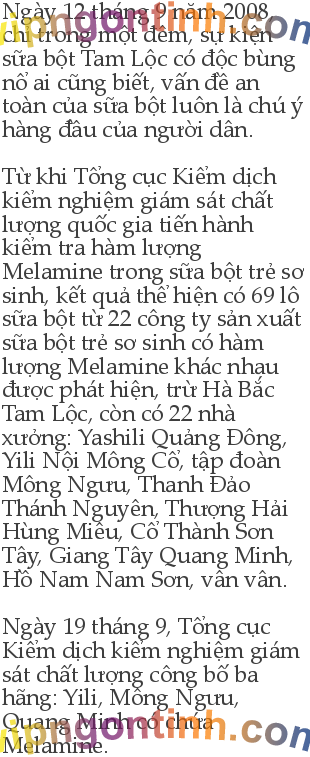 Ngày 12 tháng 9 năm 2008,
chỉ trong một đêm, sự kiện
sữa bột Tam Lộc có độc bùng
nổ ai cũng biết, vấn đề an
toàn của sữa bột luôn là chú ý
hàng đầu của người dân.
Từ khi Tổng cục Kiểm dịch
kiểm nghiệm giám sát chất
lượng quốc gia tiến hành
kiểm tra hàm lượng
Melamine trong sữa bột trẻ sơ
sinh, kết quả thể hiện có 69 lô
sữa bột từ 22 công ty sản xuất
sữa bột trẻ sơ sinh có hàm
lượng Melamine khác nhau
được phát hiện, trừ Hà Bắc
Tam Lộc, còn có 22 nhà
xưởng: Yashili Quảng Đông,
Yili Nội Mông Cổ, tập đoàn
Mông Ngưu, Thanh Đảo
Thánh Nguyên, Thượng Hải
Hùng Miêu, Cổ Thành Sơn
Tây, Giang Tây Quang Minh,
Hồ Nam Nam Sơn, vân vân.
Ngày 19 tháng 9, Tổng cục
Kiểm dịch kiểm nghiệm giám
sát chất lượng công bố ba
hãng: Yili, Mông Ngưu,
Quang Minh có chứa
Melamine.